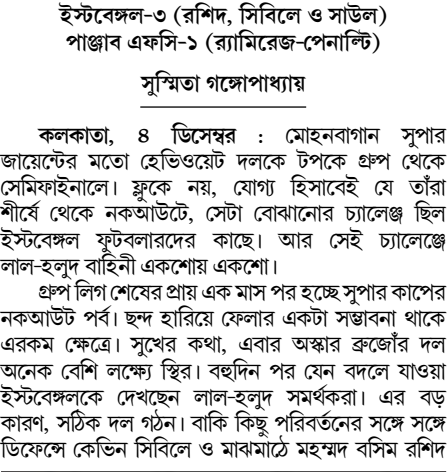 ইস্টবেঙ্গল-৩ (রশিদ, সিবিলে ও সাউল)
পাঞ্জাব এফসি-১ (র‍্যামিরেজ-পেনাল্টি)
সুস্মিতা গঙ্গোপাধ্যায়
কলকাতা, ৪ ডিসেম্বর : মোহনবাগান সুপার
জায়েন্টের মতো হেভিওয়েট দলকে টপকে গ্রুপ থেকে
সেমিফাইনালে। ফ্লুকে নয়, যোগ্য হিসাবেই যে তাঁরা
শীর্ষে থেকে নকআউটে, সেটা বোঝানোর চ্যালেঞ্জ ছিল
ইস্টবেঙ্গল ফুটবলারদের কাছে। আর সেই চ্যালেঞ্জে
লাল-হলুদ বাহিনী একশোয় একশো।
গ্রুপ লিগ শেষের প্রায় এক মাস পর হচ্ছে সুপার কাপের
নকআউট পর্ব। ছন্দ হারিয়ে ফেলার একটা সম্ভাবনা থাকে
এরকম ক্ষেত্রে। সুখের কথা, এবার অস্কার ব্রুজোঁর দল
অনেক বেশি লক্ষ্যে স্থির। বহুদিন পর যেন বদলে যাওয়া
ইস্টবেঙ্গলকে দেখছেন লাল-হলুদ সমর্থকরা। এর বড়
কারণ, সঠিক দল গঠন। বাকি কিছু পরিবর্তনের সঙ্গে সঙ্গে
ডিফেন্সে কেভিন সিবিলে ও মাঝমাঠে মহম্মদ বসিম রশিদ